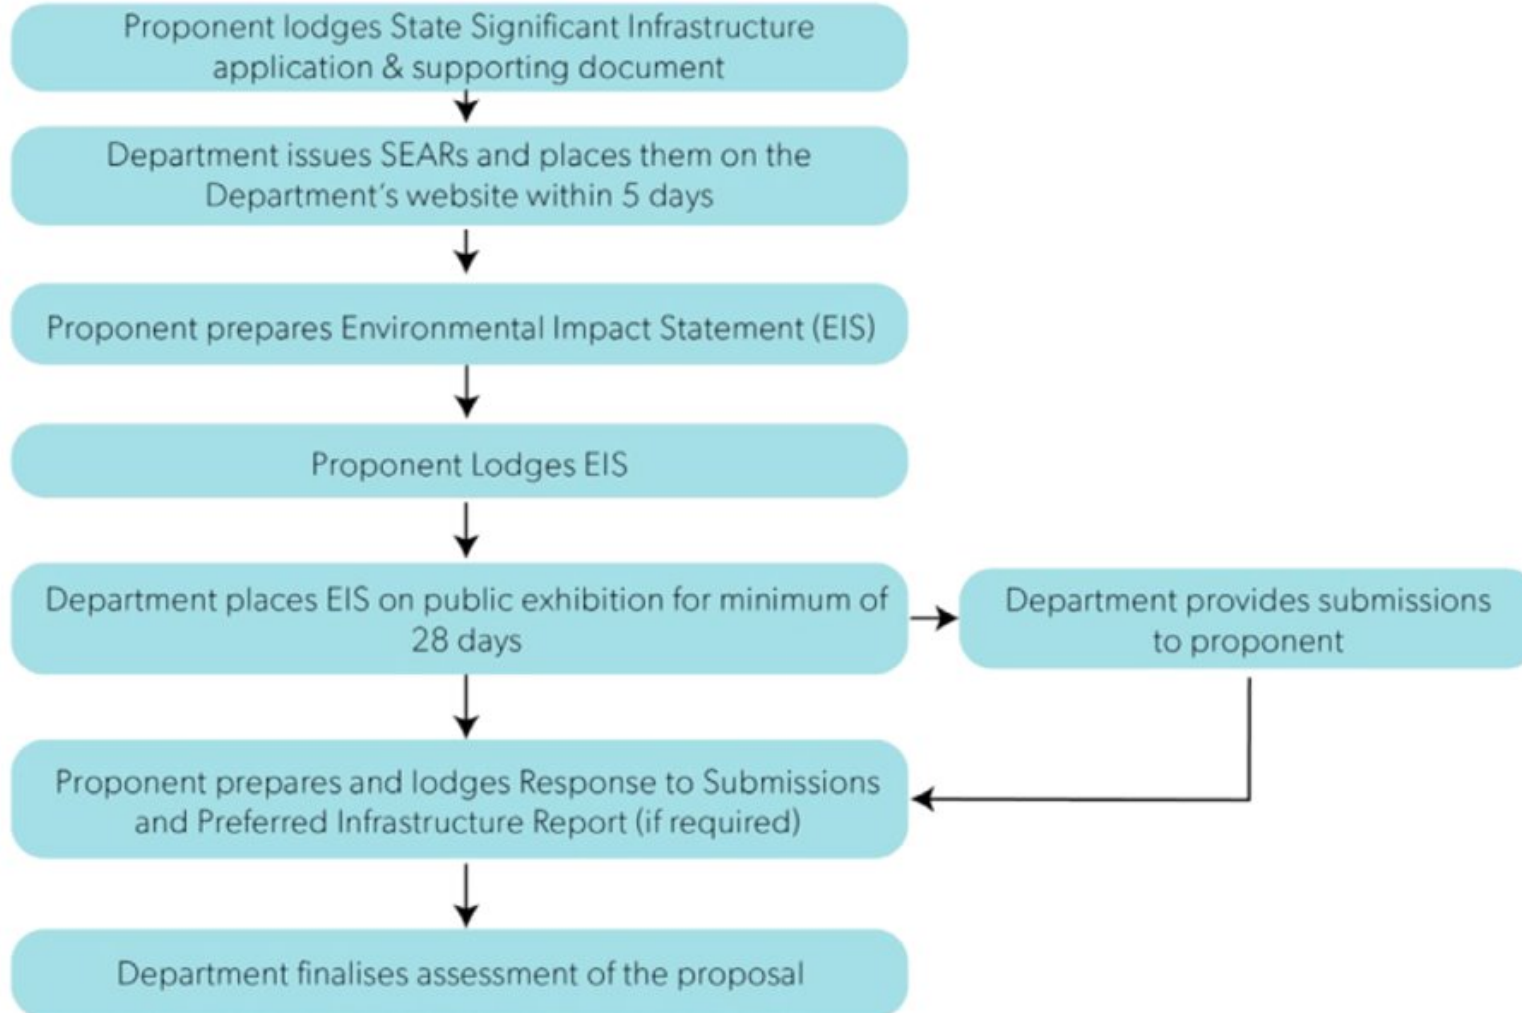 Proponent lodges State Significant Infrastructure
application & supporting document
Department issues SEARs and places them on the
Department's website within 5 days
Proponent prepares Environmental Impact Statement (EIS)
Proponent Lodges EIS
Department places EIS on public exhibition for minimum of
28 days
Department provides submissions
to proponent
Proponent prepares and lodges Response to Submissions
and Preferred Infrastructure Report (if required)
Department finalises assessment of the proposal